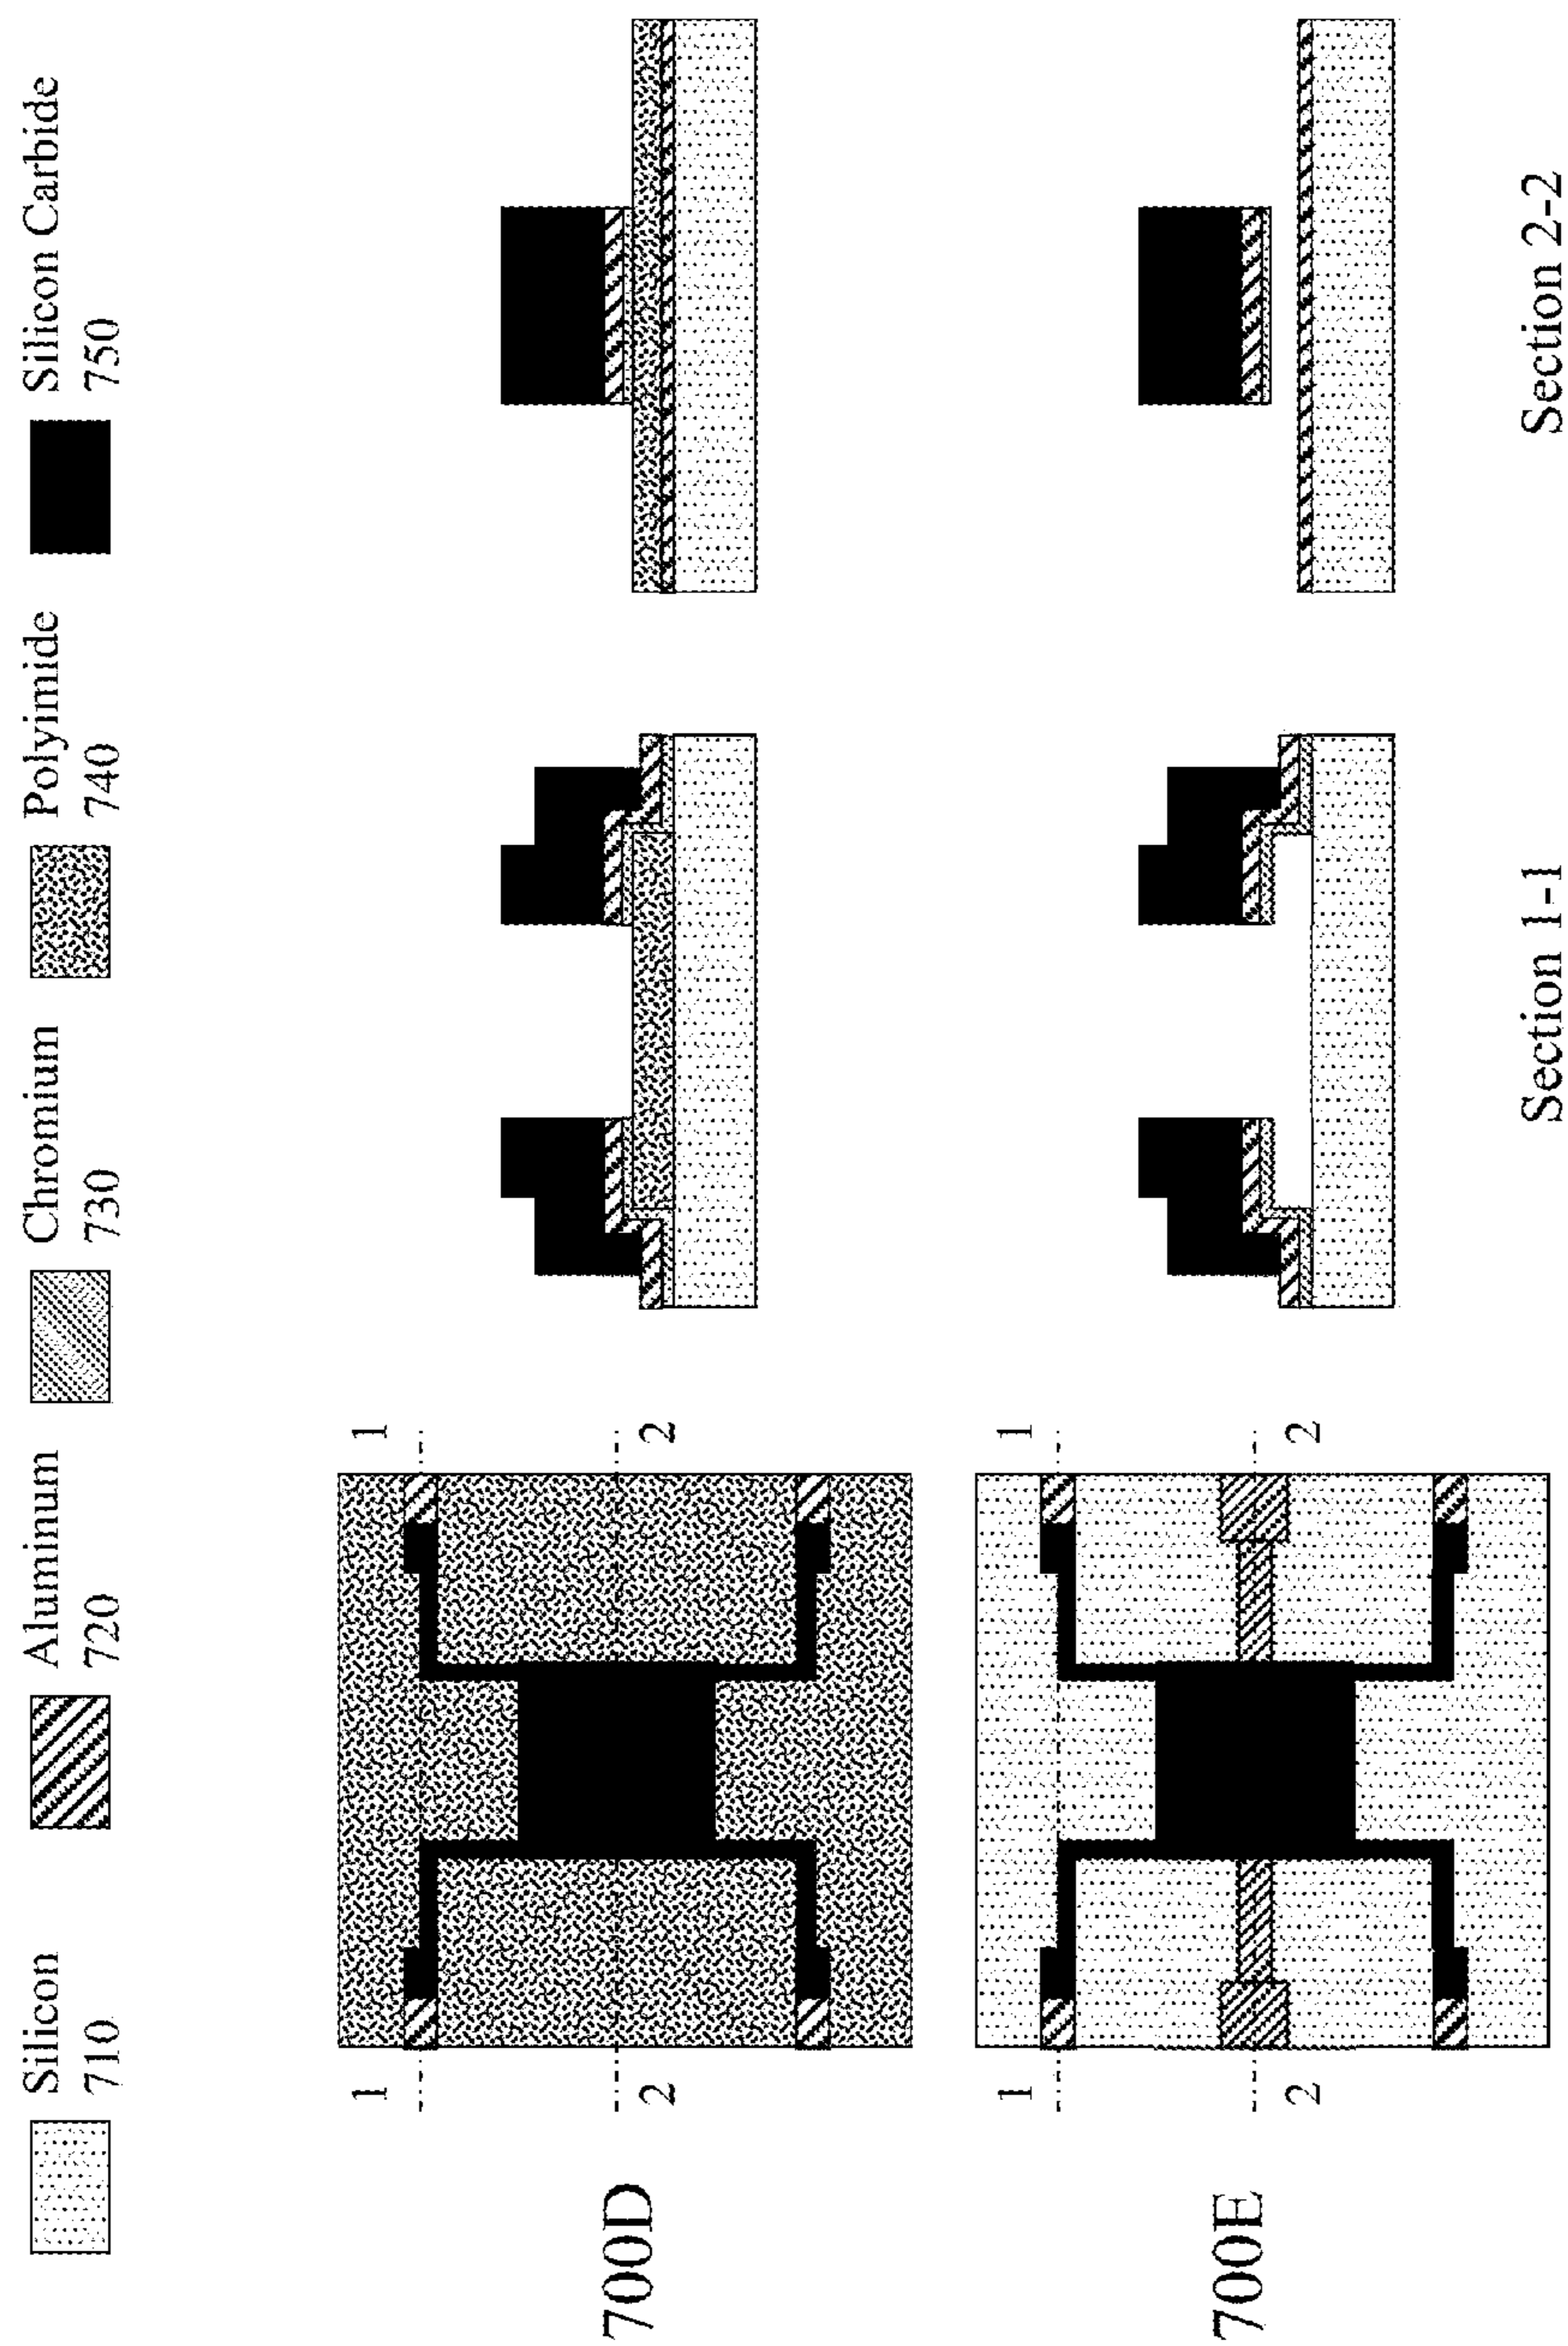 Silicon
710
Aluminum
720
Chromium
730
Polyimide
740
Silicon Carbide
750
700D
1
1
2
2
700E
1
1
2
2
Section 1-1
Section 2-2